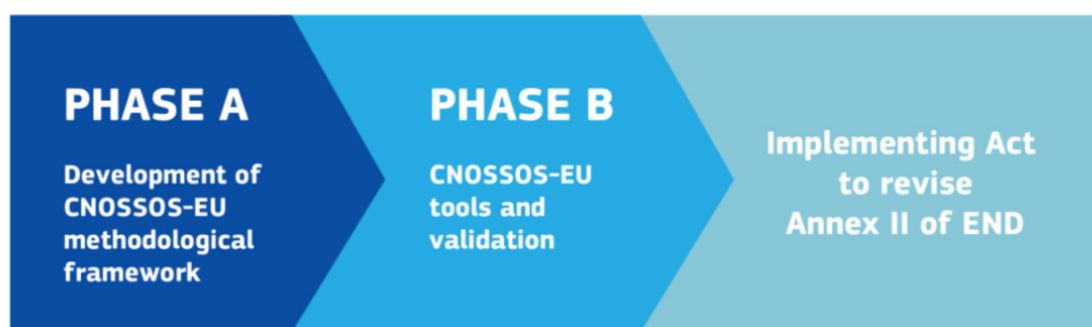 PHASE A
Development of
CNOSSOS-EU
methodological
framework
PHASE B
CNOSSOS-EU
tools and
validation
Implementing Act
to revise
Annex II of END